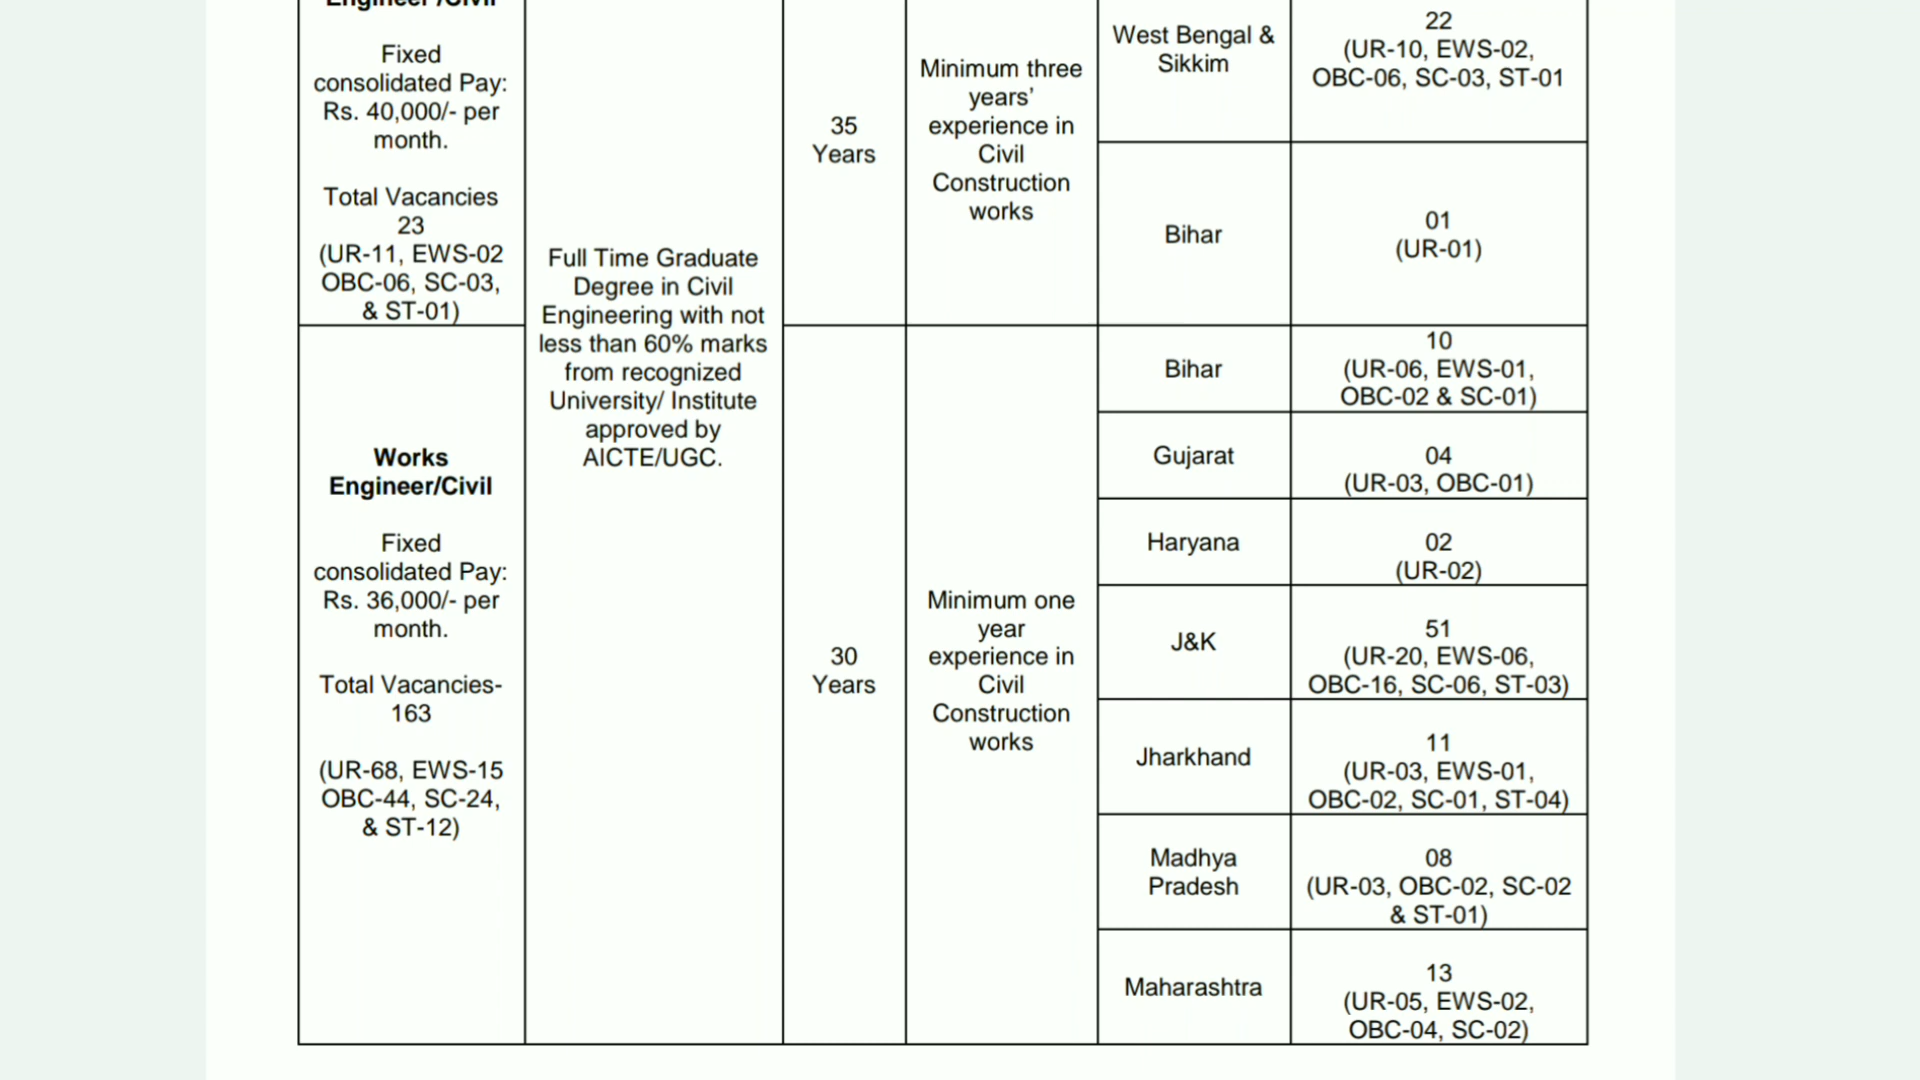 Engineer /Civil
Fixed
consolidated Pay:
Rs. 40,000/- per
month.
Total Vacancies
23
(UR-11, EWS-02
OBC-06, SC-03,
& ST-01)
Full Time Graduate
Degree in Civil
Engineering with not
less than 60% marks
from recognized
University/ Institute
approved by
AICTE/UGC.
35
Years
Minimum three
years’
experience in
Civil
Construction
works
West Bengal &
Sikkim
22
(UR-10, EWS-02,
OBC-06, SC-03, ST-01
Bihar
01
(UR-01)
Works
Engineer/Civil
Fixed
consolidated Pay:
Rs. 36,000/- per
month.
Total Vacancies-
163
(UR-68, EWS-15
OBC-44, SC-24,
& ST-12)
30
Years
Minimum one
year
experience in
Civil
Construction
works
Bihar
10
(UR-06, EWS-01,
OBC-02 & SC-01)
Gujarat
04
(UR-03, OBC-01)
Haryana
02
(UR-02)
J&K
51
(UR-20, EWS-06,
OBC-16, SC-06, ST-03)
Jharkhand
11
(UR-03, EWS-01,
OBC-02, SC-01, ST-04)
Madhya
Pradesh
08
(UR-03, OBC-02, SC-02
& ST-01)
Maharashtra
13
(UR-05, EWS-02,
OBC-04, SC-02)